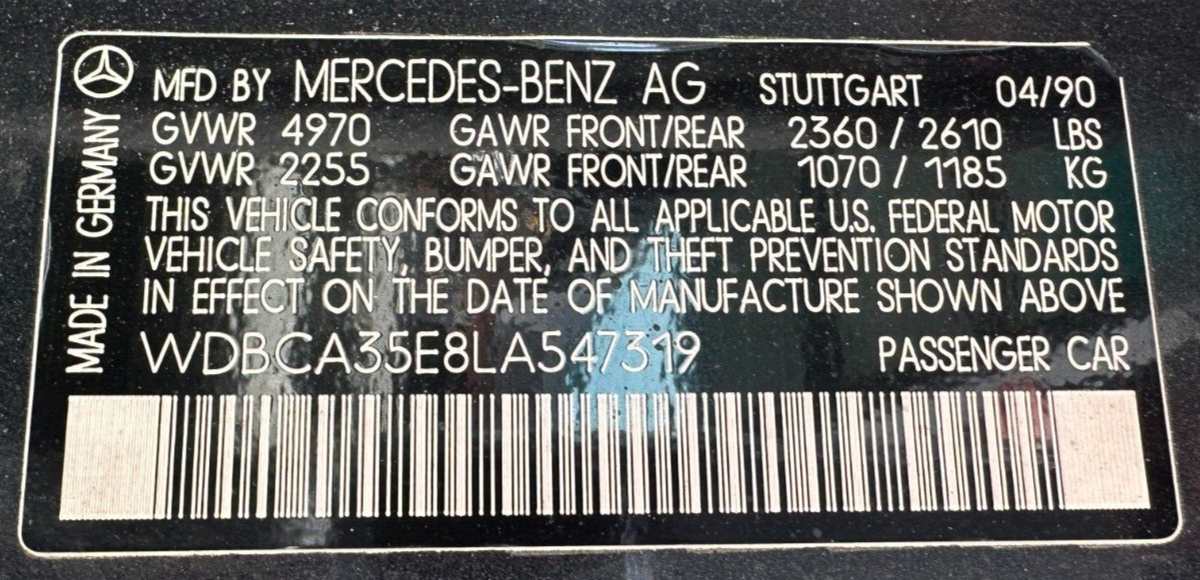 MFD BY MERCEDES-BENZ AG STUTTGART 04/90
GVWR 4970 GAWR FRONT/REAR 2360 / 2610 LBS
GVWR 2255 GAWR FRONT/REAR 1070 / 1185 KG
THIS VEHICLE CONFORMS TO ALL APPLICABLE U.S. FEDERAL MOTOR
VEHICLE SAFETY, BUMPER, AND THEFT PREVENTION STANDARDS
IN EFFECT ON THE DATE OF MANUFACTURE SHOWN ABOVE
WDBCA35E8LA547319 PASSENGER CAR
MADE IN GERMANY